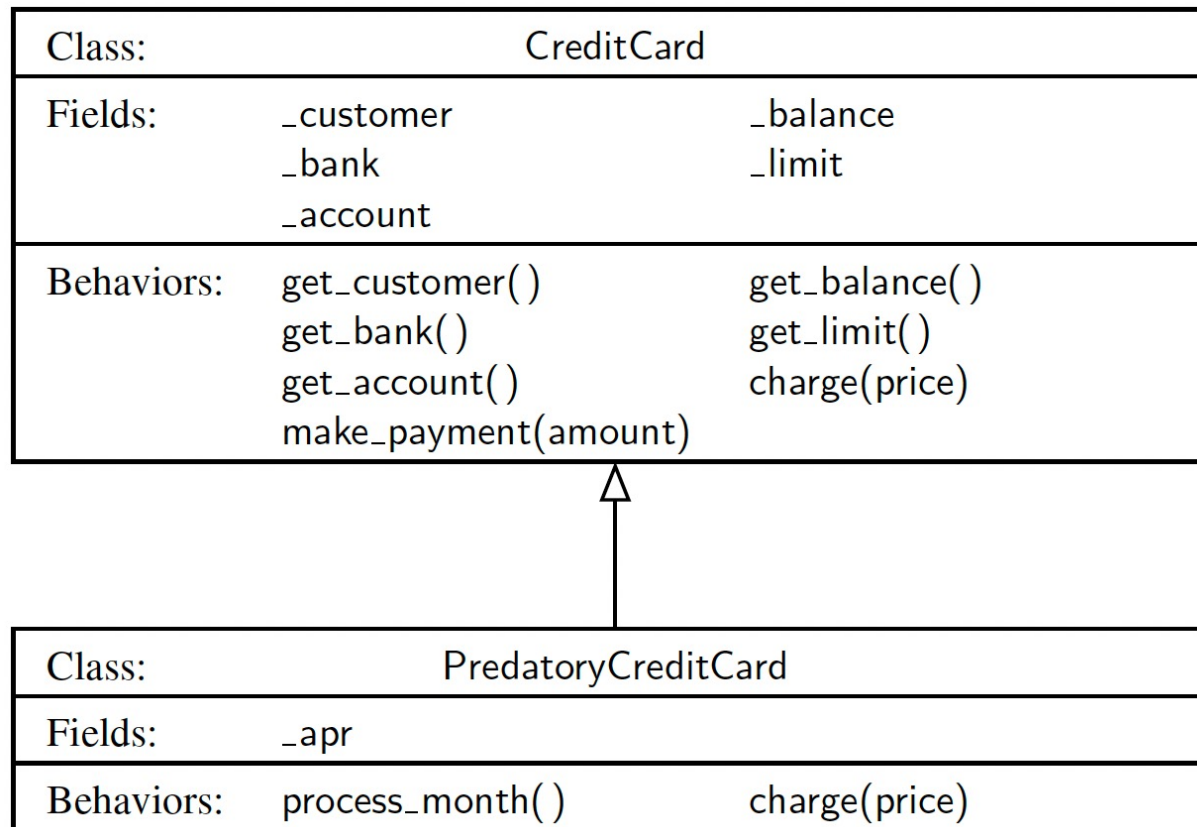 Class: CreditCard
Fields: _customer _balance
_bank _limit
_account
Behaviors: get_customer() get_balance()
get_bank() get_limit()
get_account() charge(price)
make_payment(amount)
Class: PredatoryCreditCard
Fields: _apr
Behaviors: process_month() charge(price)